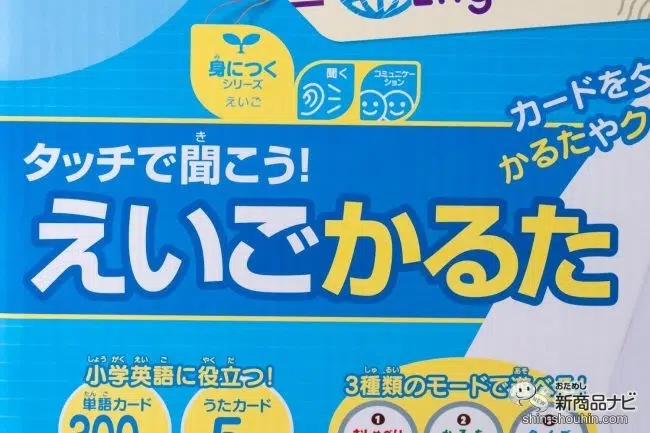 身につく
シリーズ
えいご
聞く
コミュニケーション
カードをタ
かるたやク
タッチで聞こう!
えいごかるた
小学英語に役立つ!
単語カード
うたカード
3種類のモードで
おためし
新商品ナビ
shinshouhin.com